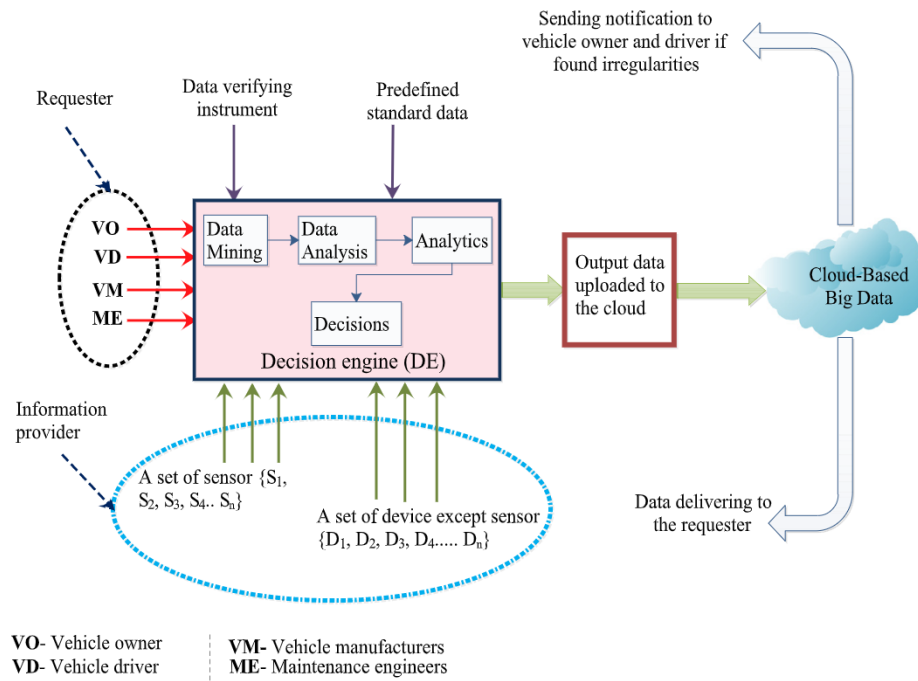 Sending notification to
vehicle owner and driver if
found irregularities
Requester
Data verifying
instrument
Predefined
standard data
VO
VD
VM
ME
Data
Mining
Data
Analysis
Analytics
Decisions
Decision engine (DE)
Output data
uploaded to
the cloud
Cloud-Based
Big Data
Information
provider
A set of sensor {S₁,
S₂, S₃, S₄.. Sₙ}
A set of device except sensor
{D₁, D₂, D₃, D₄..... Dₙ}
Data delivering to
the requester
VO- Vehicle owner
VD- Vehicle driver
VM- Vehicle manufacturers
ME- Maintenance engineers